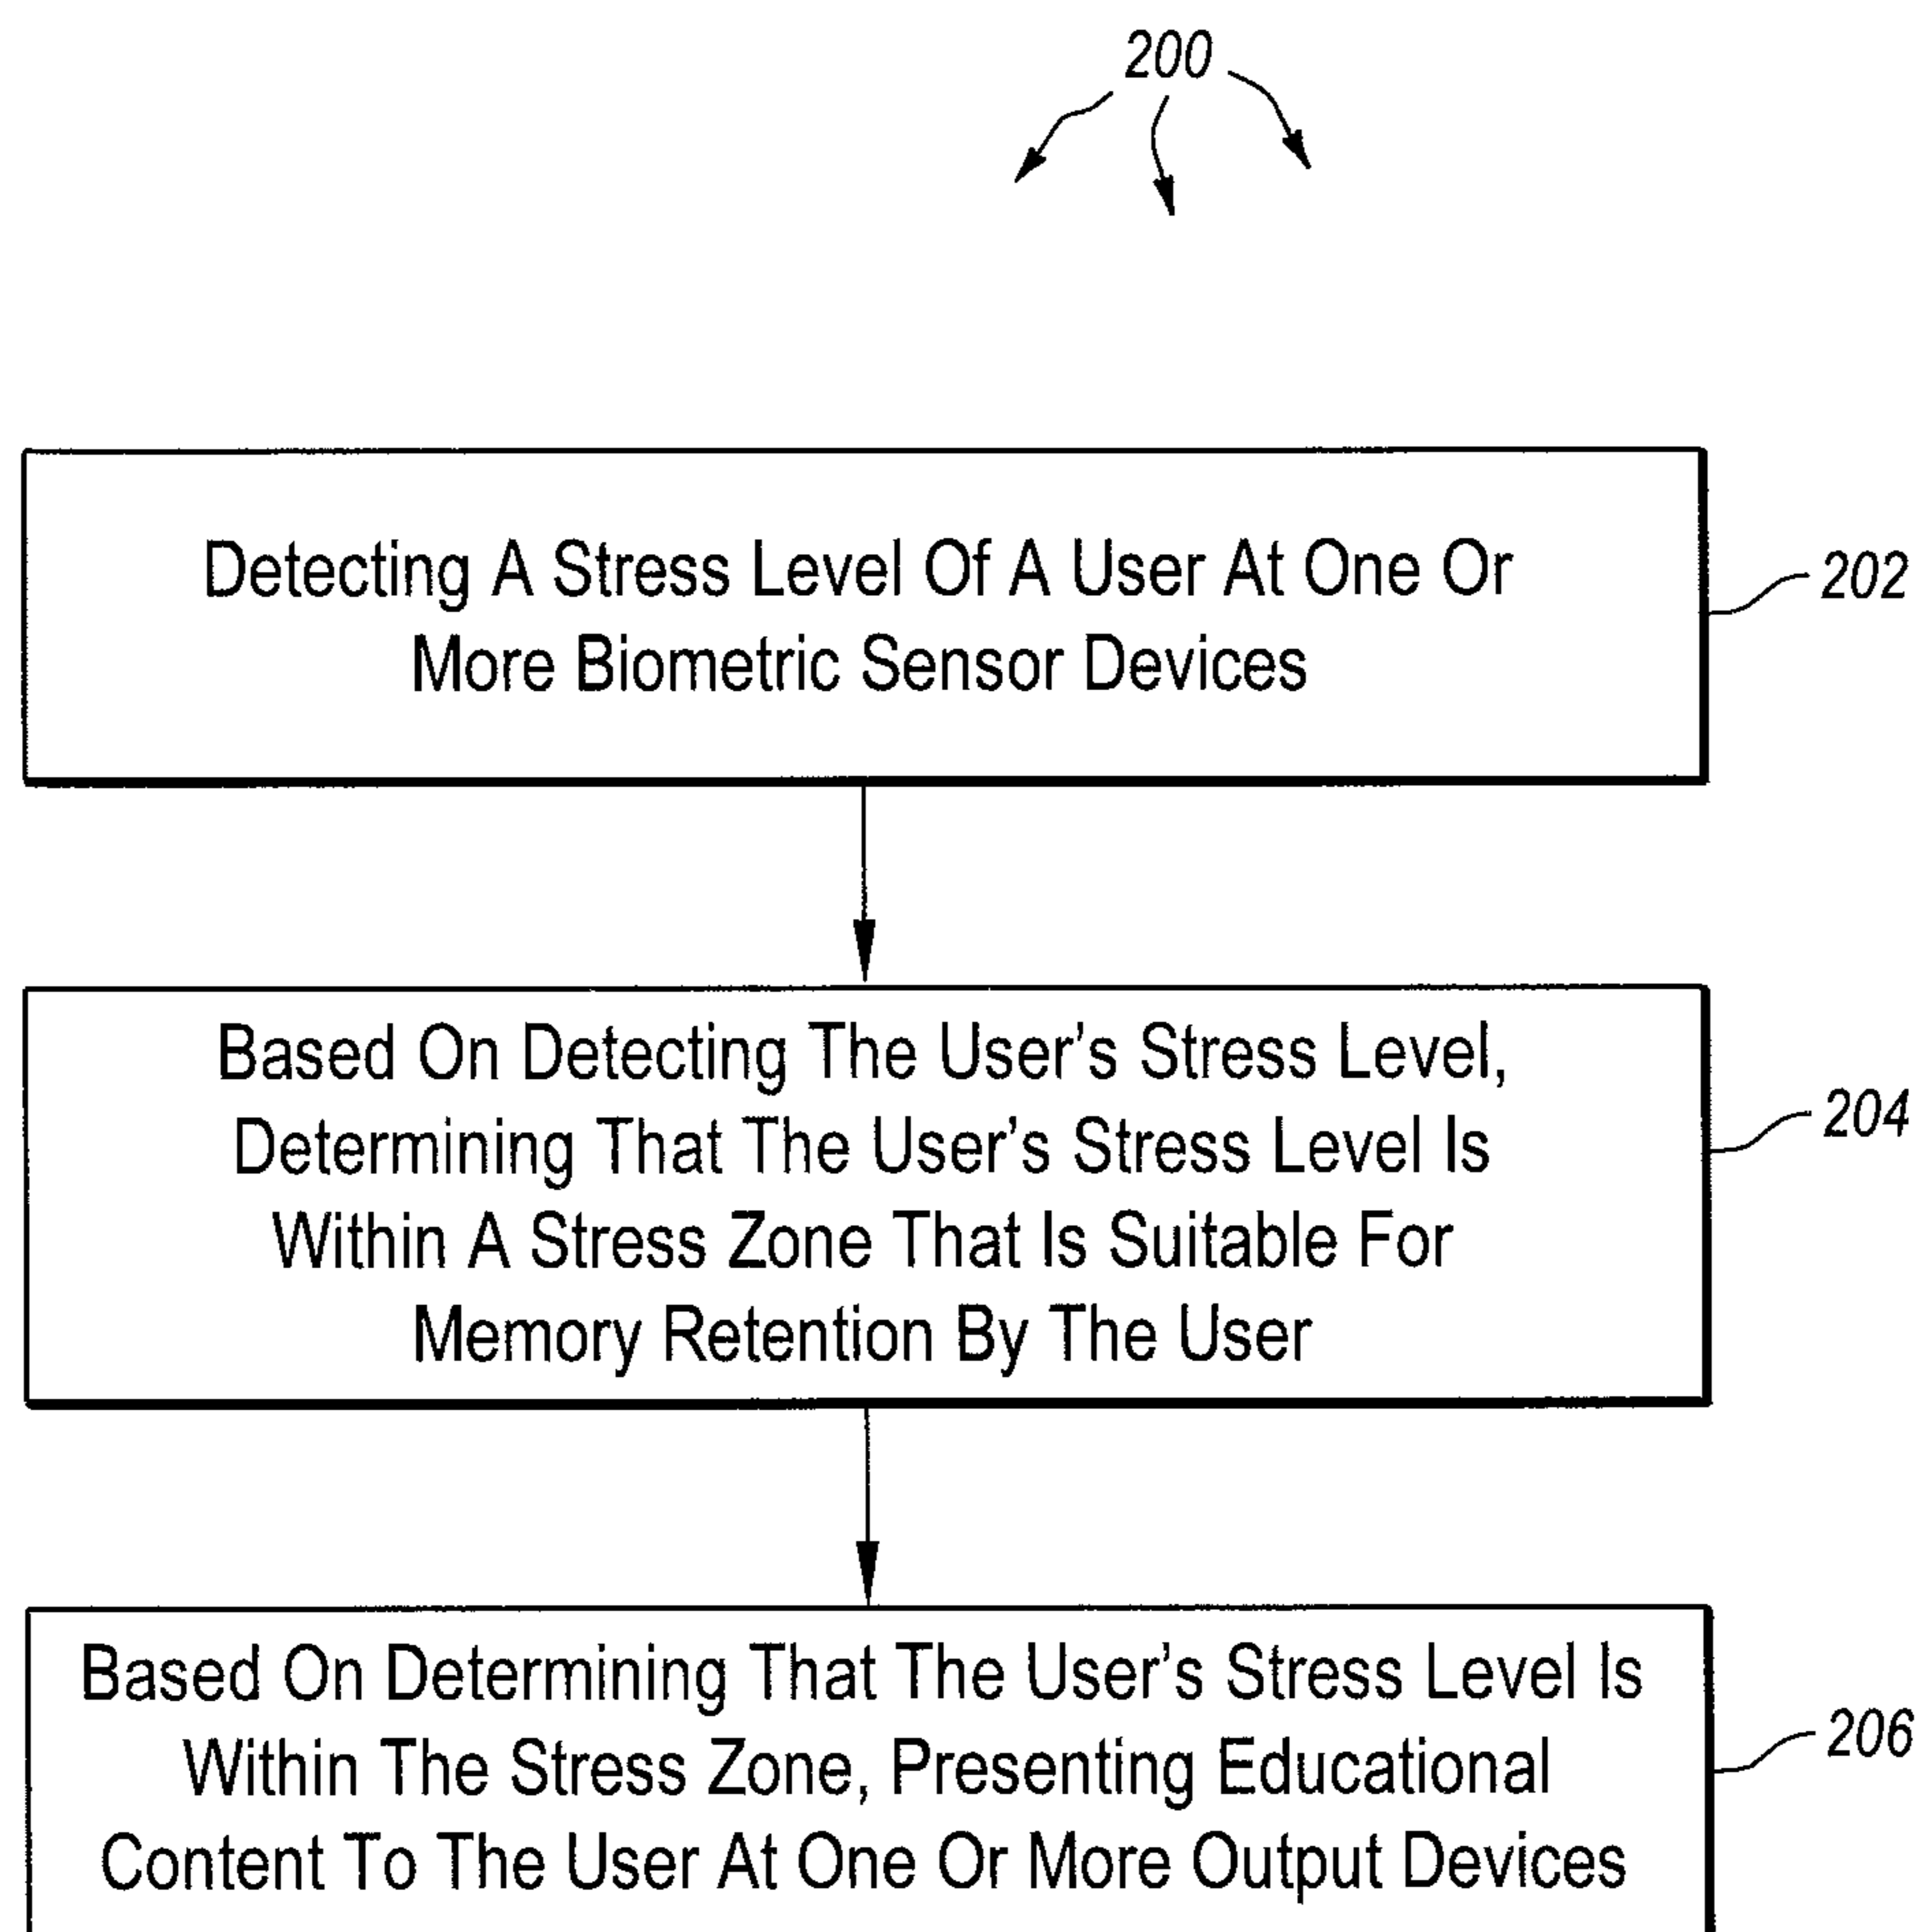 200
Detecting A Stress Level Of A User At One Or
More Biometric Sensor Devices
202
Based On Detecting The User's Stress Level,
Determining That The User's Stress Level Is
Within A Stress Zone That Is Suitable For
Memory Retention By The User
204
Based On Determining That The User's Stress Level Is
Within The Stress Zone, Presenting Educational
Content To The User At One Or More Output Devices
206